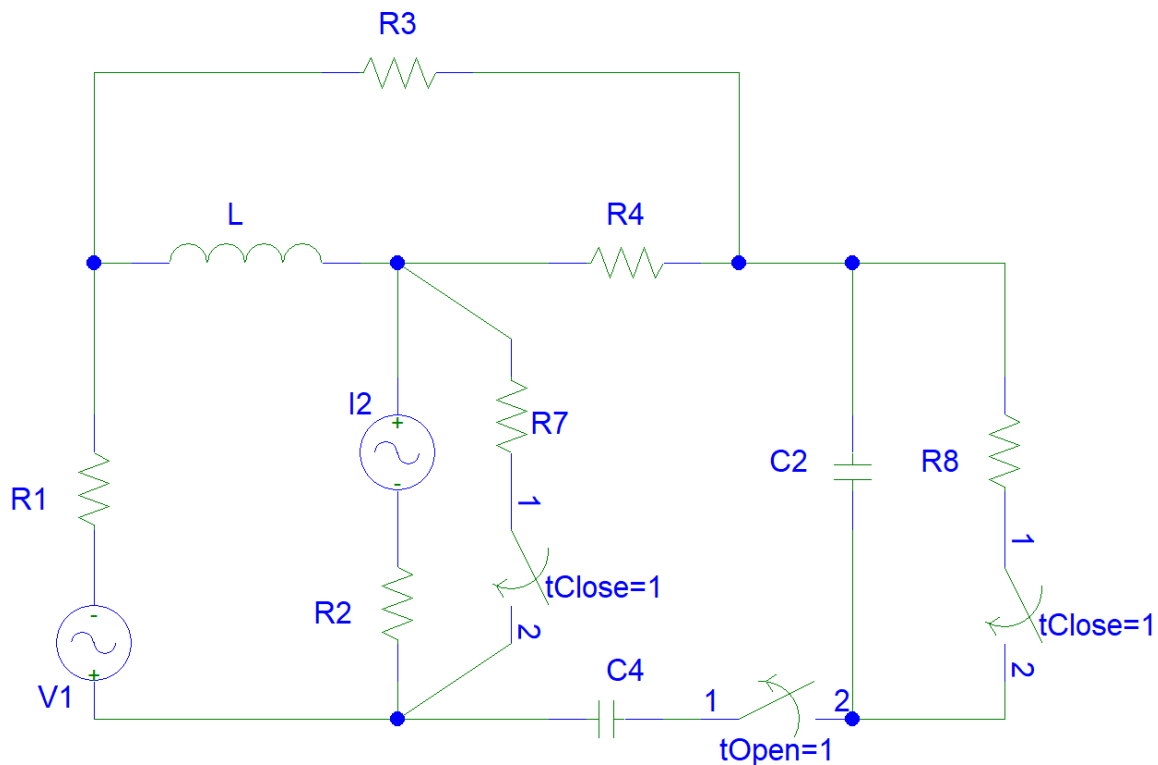 R3
L
R4
I2
+
-
R7
C2
R8
R1
1
1
-
+
V1
R2
tClose=1
2
tClose=1
2
C4
1
2
tOpen=1